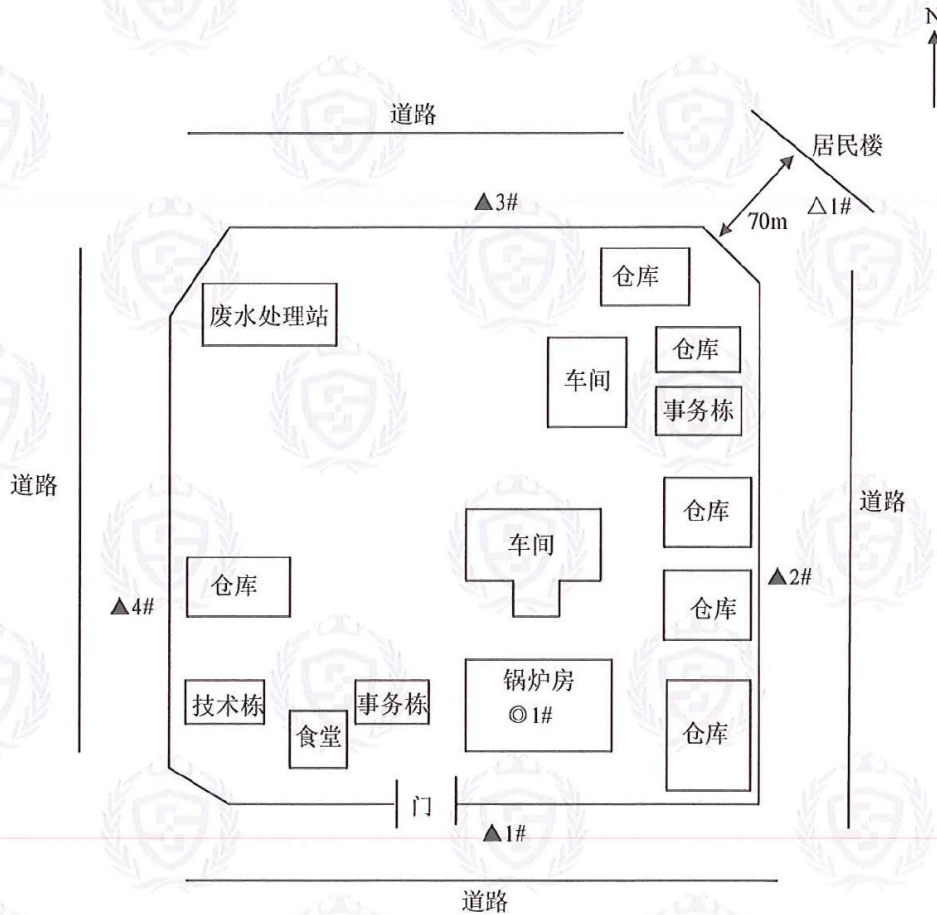 N
道路
居民楼
▲3#
△1#
70m
仓库
废水处理站
仓库
车间
事务栋
道路
仓库
道路
车间
仓库
▲2#
仓库
▲4#
锅炉房
技术栋
事务栋
◎1#
食堂
仓库
门
▲1#
道路